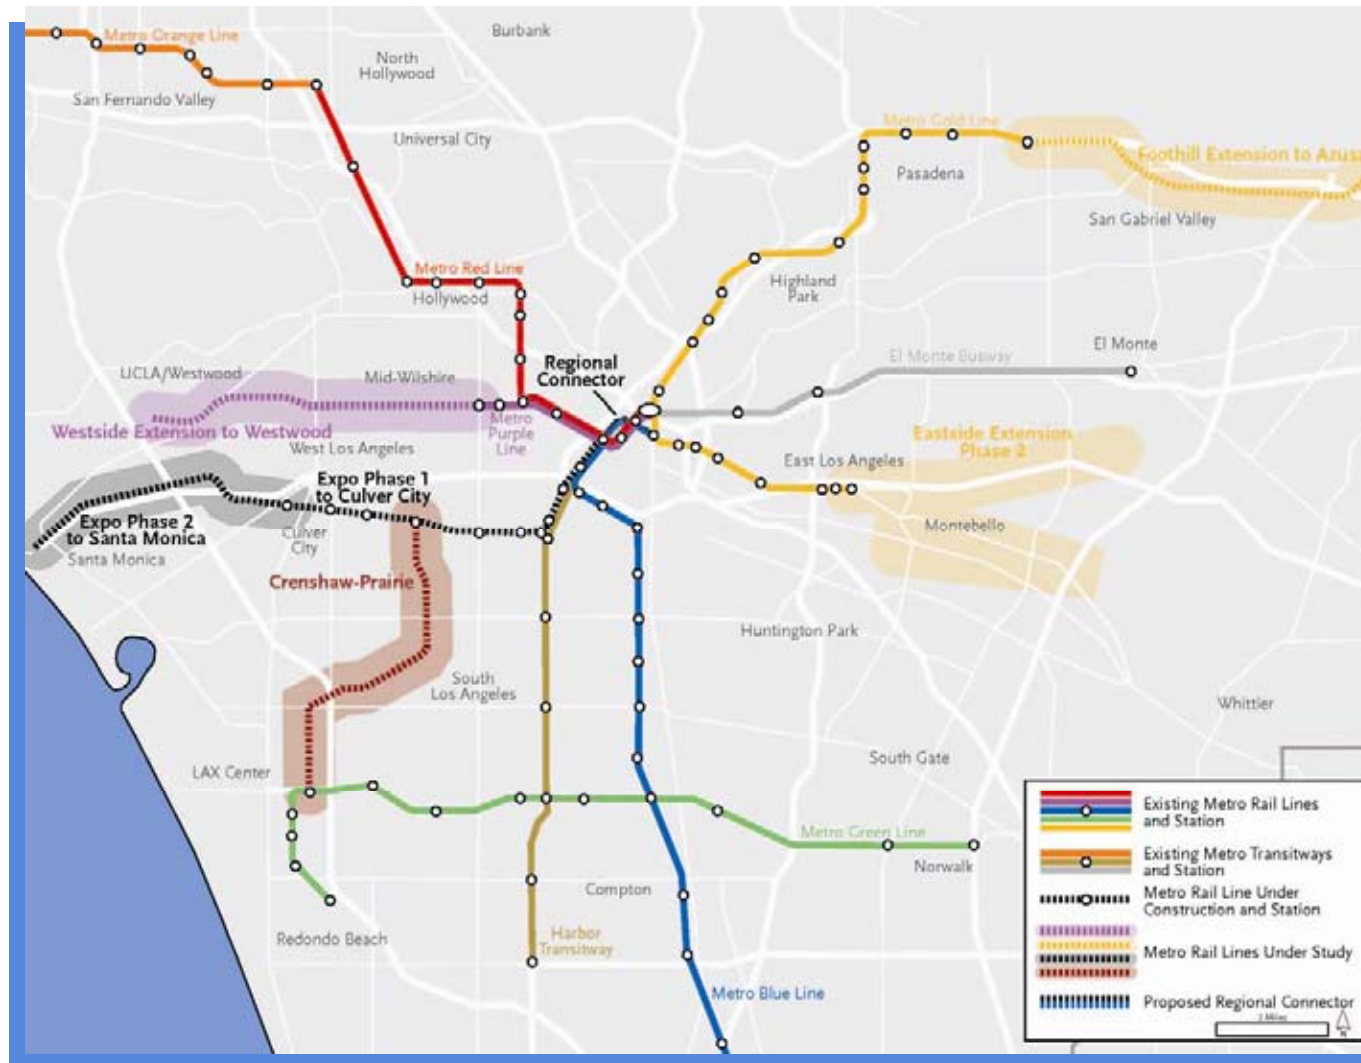 Burbank
Metro Orange Line
North
Hollywood
San Fernando Valley
Universal City
Metro Gold Line
Pasadena
Foothill Extension to Azusa
San Gabriel Valley
Metro Red Line
Hollywood
Highland
Park
Regional
Connector
El Monte Busway
El Monte
UCLA/Westwood
Mid-Wilshire
Westside Extension to Westwood
Metro
Purple
Line
West Los Angeles
Eastside Extension
Phase 2
East Los Angeles
Expo Phase 1
to Culver City
Expo Phase 2
to Santa Monica
Culver
City
Montebello
Santa Monica
Crenshaw-Prairie
Huntington Park
South
Los Angeles
Whittier
LAX Center
South Gate
Metro Green Line
Norwalk
Compton
Redondo Beach
Harbor
Transitway
Metro Blue Line
Existing Metro Rail Lines
and Station
Existing Metro Transitways
and Station
Metro Rail Line Under
Construction and Station
Metro Rail Lines Under Study
Proposed Regional Connector
2 Miles
N